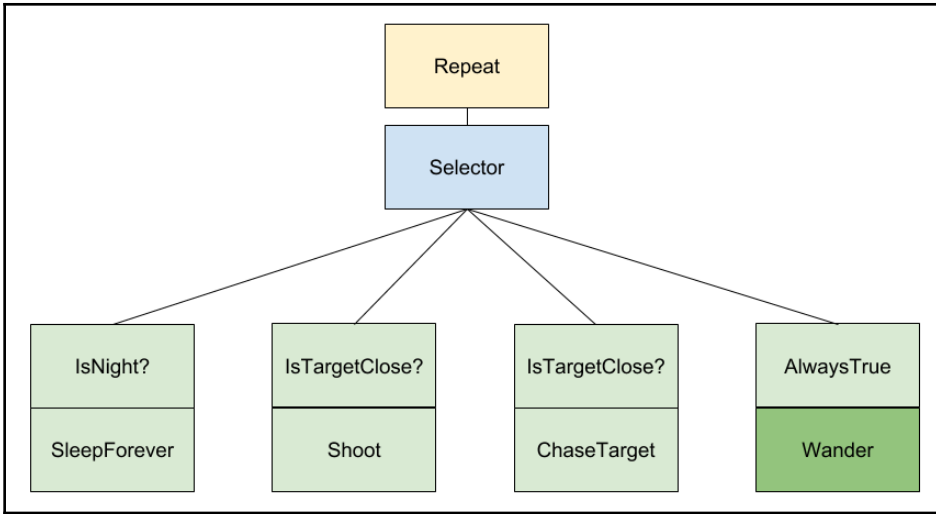 Repeat
Selector
IsNight?
IsTargetClose?
IsTargetClose?
AlwaysTrue
SleepForever
Shoot
ChaseTarget
Wander